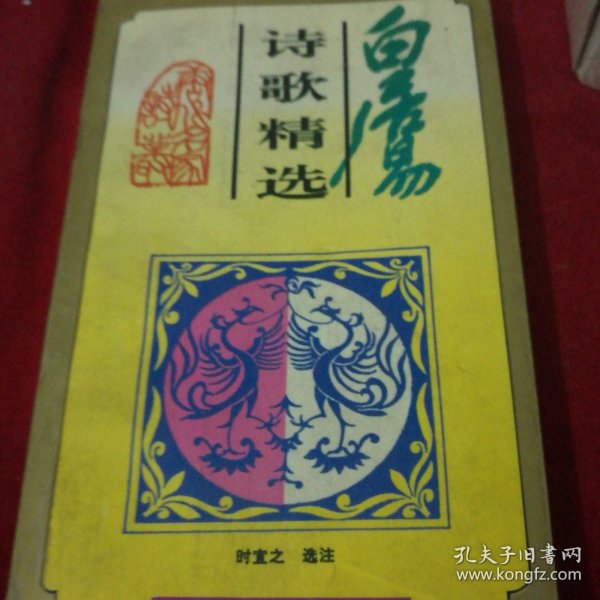 白居易
诗歌精选
时宜之 选注
孔夫子旧书网
www.kongfz.com